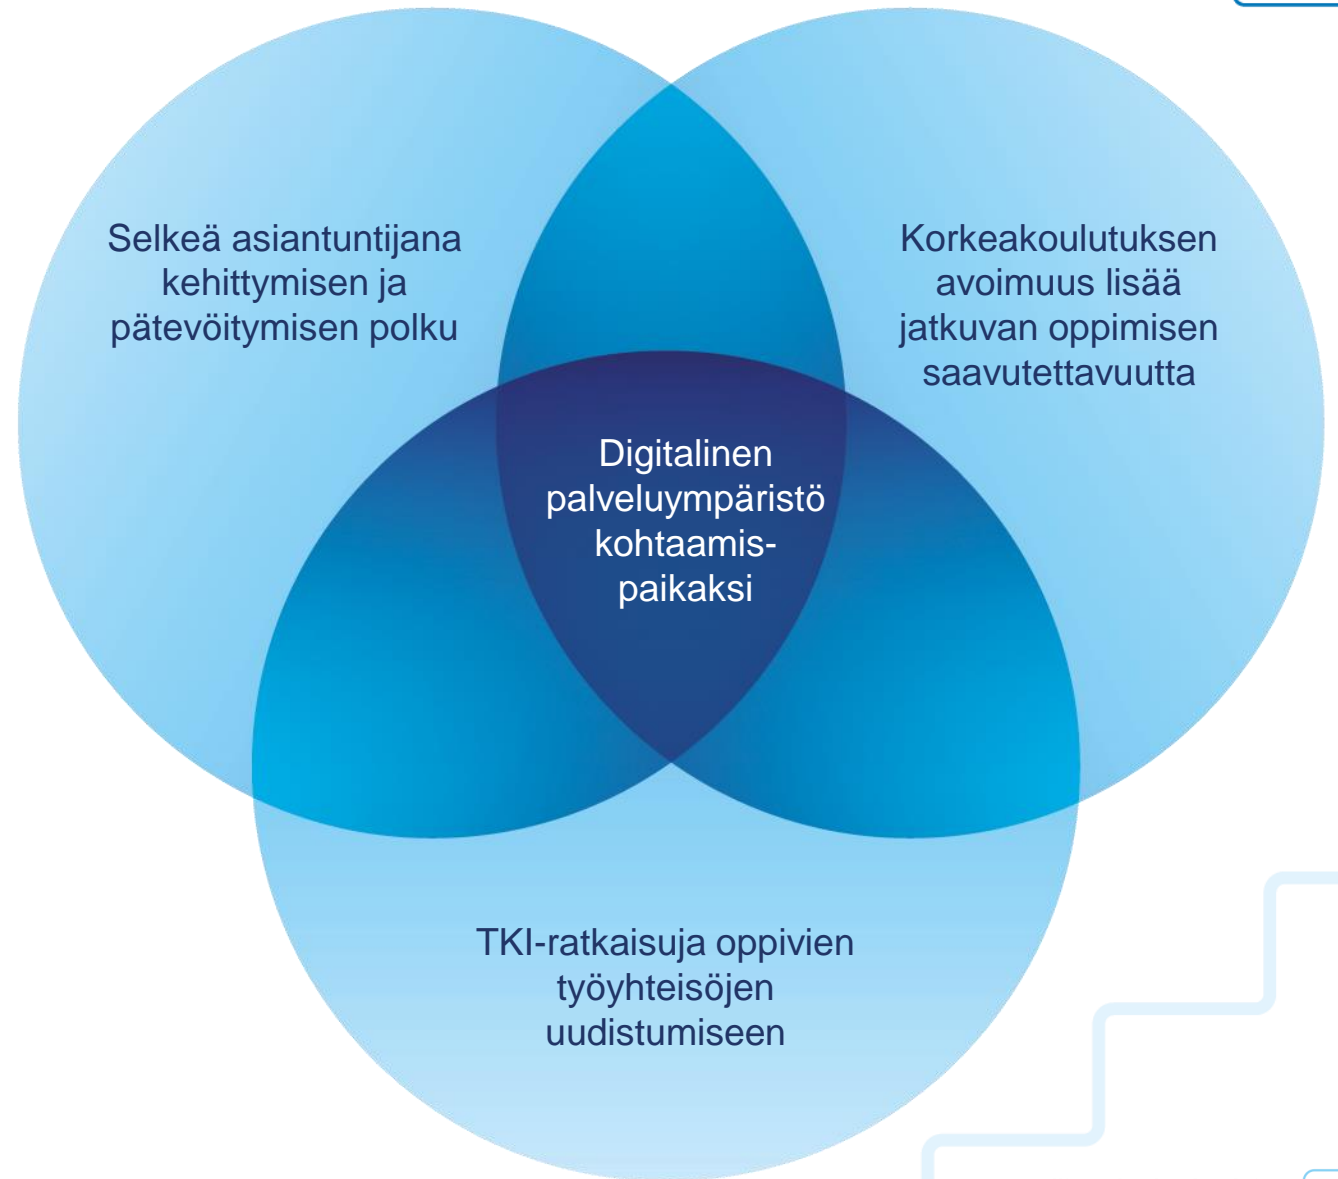 Selkeä asiantuntijana
kehittymisen ja
pätevöitymisen polku
Korkeakoulutuksen
avoimuus lisää
jatkuvan oppimisen
saavutettavuutta
Digitalinen
palveluympäristö
kohtaamis-
paikaksi
TKI-ratkaisuja oppivien
työyhteisöjen
uudistumiseen